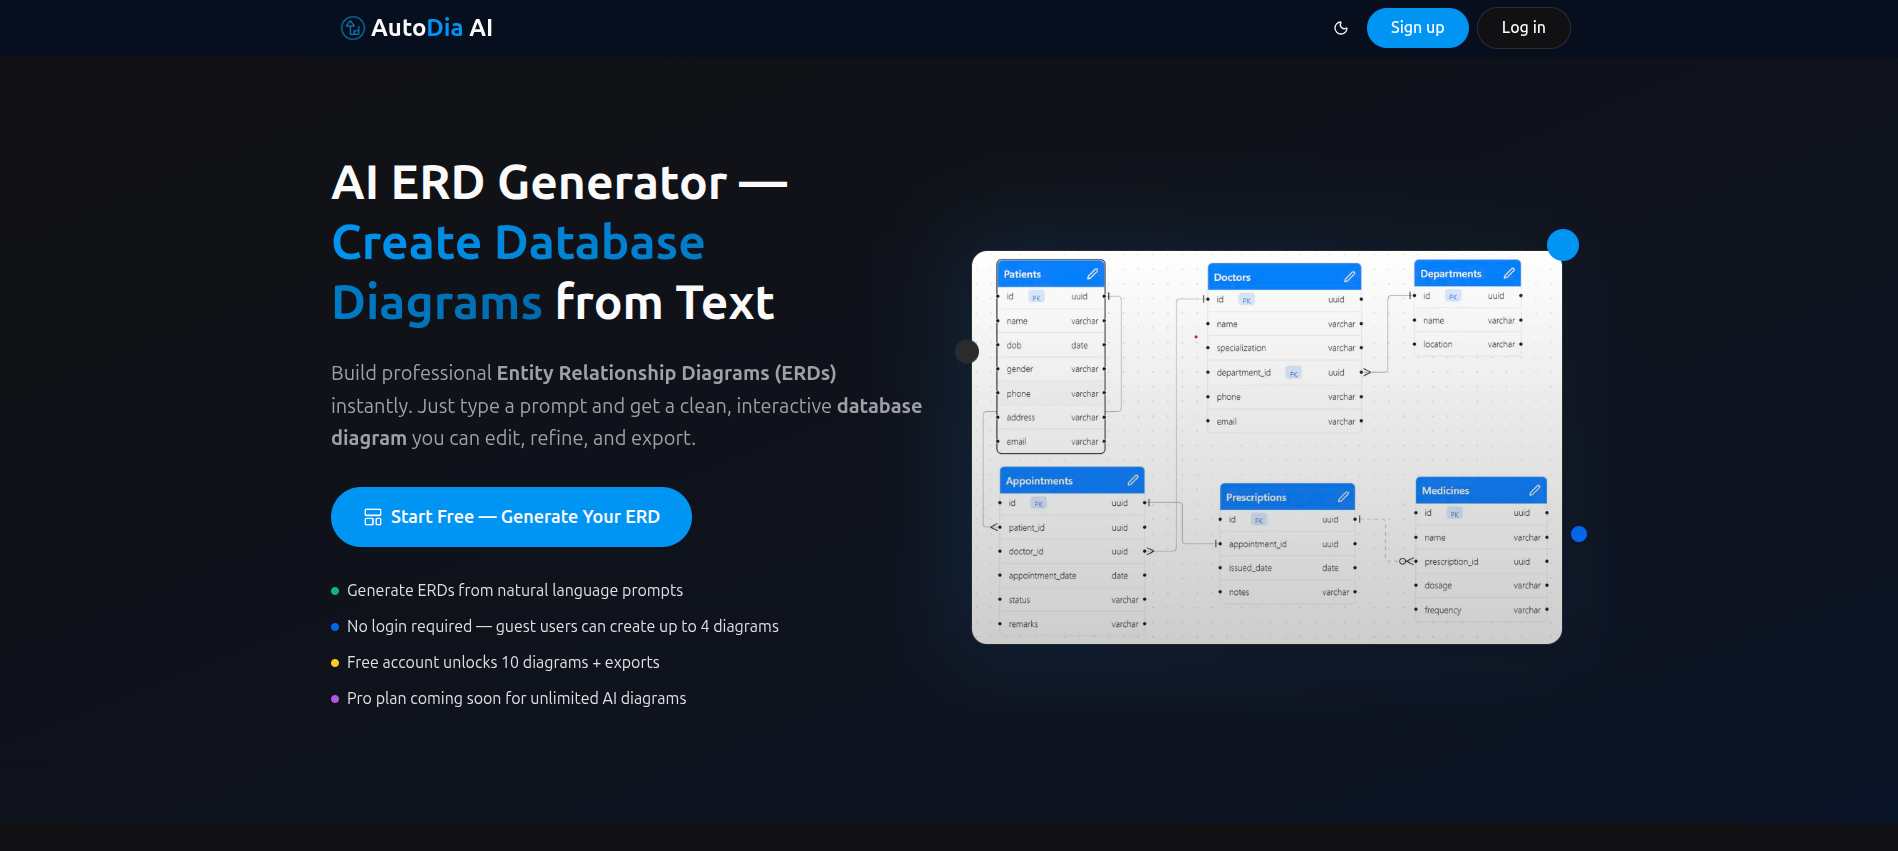 AutoDia AI
Sign up
Log in
AI ERD Generator —
Create Database
Diagrams from Text
Build professional Entity Relationship Diagrams (ERDs)
instantly. Just type a prompt and get a clean, interactive database
diagram you can edit, refine, and export.
Start Free — Generate Your ERD
Generate ERDs from natural language prompts
No login required — guest users can create up to 4 diagrams
Free account unlocks 10 diagrams + exports
Pro plan coming soon for unlimited AI diagrams
Patients
id PK uuid
name varchar
dob date
gender varchar
phone varchar
address varchar
email varchar
Doctors
id PK uuid
name varchar
specialization varchar
department_id PK uuid
phone varchar
email varchar
Departments
id PK uuid
name varchar
location varchar
Appointments
id PK uuid
patient_id uuid
doctor_id uuid
appointment_date date
status varchar
remarks varchar
Prescriptions
id PK uuid
appointment_id uuid
issued_date date
notes varchar
Medicines
id PK uuid
name varchar
prescription_id uuid
dosage varchar
frequency varchar